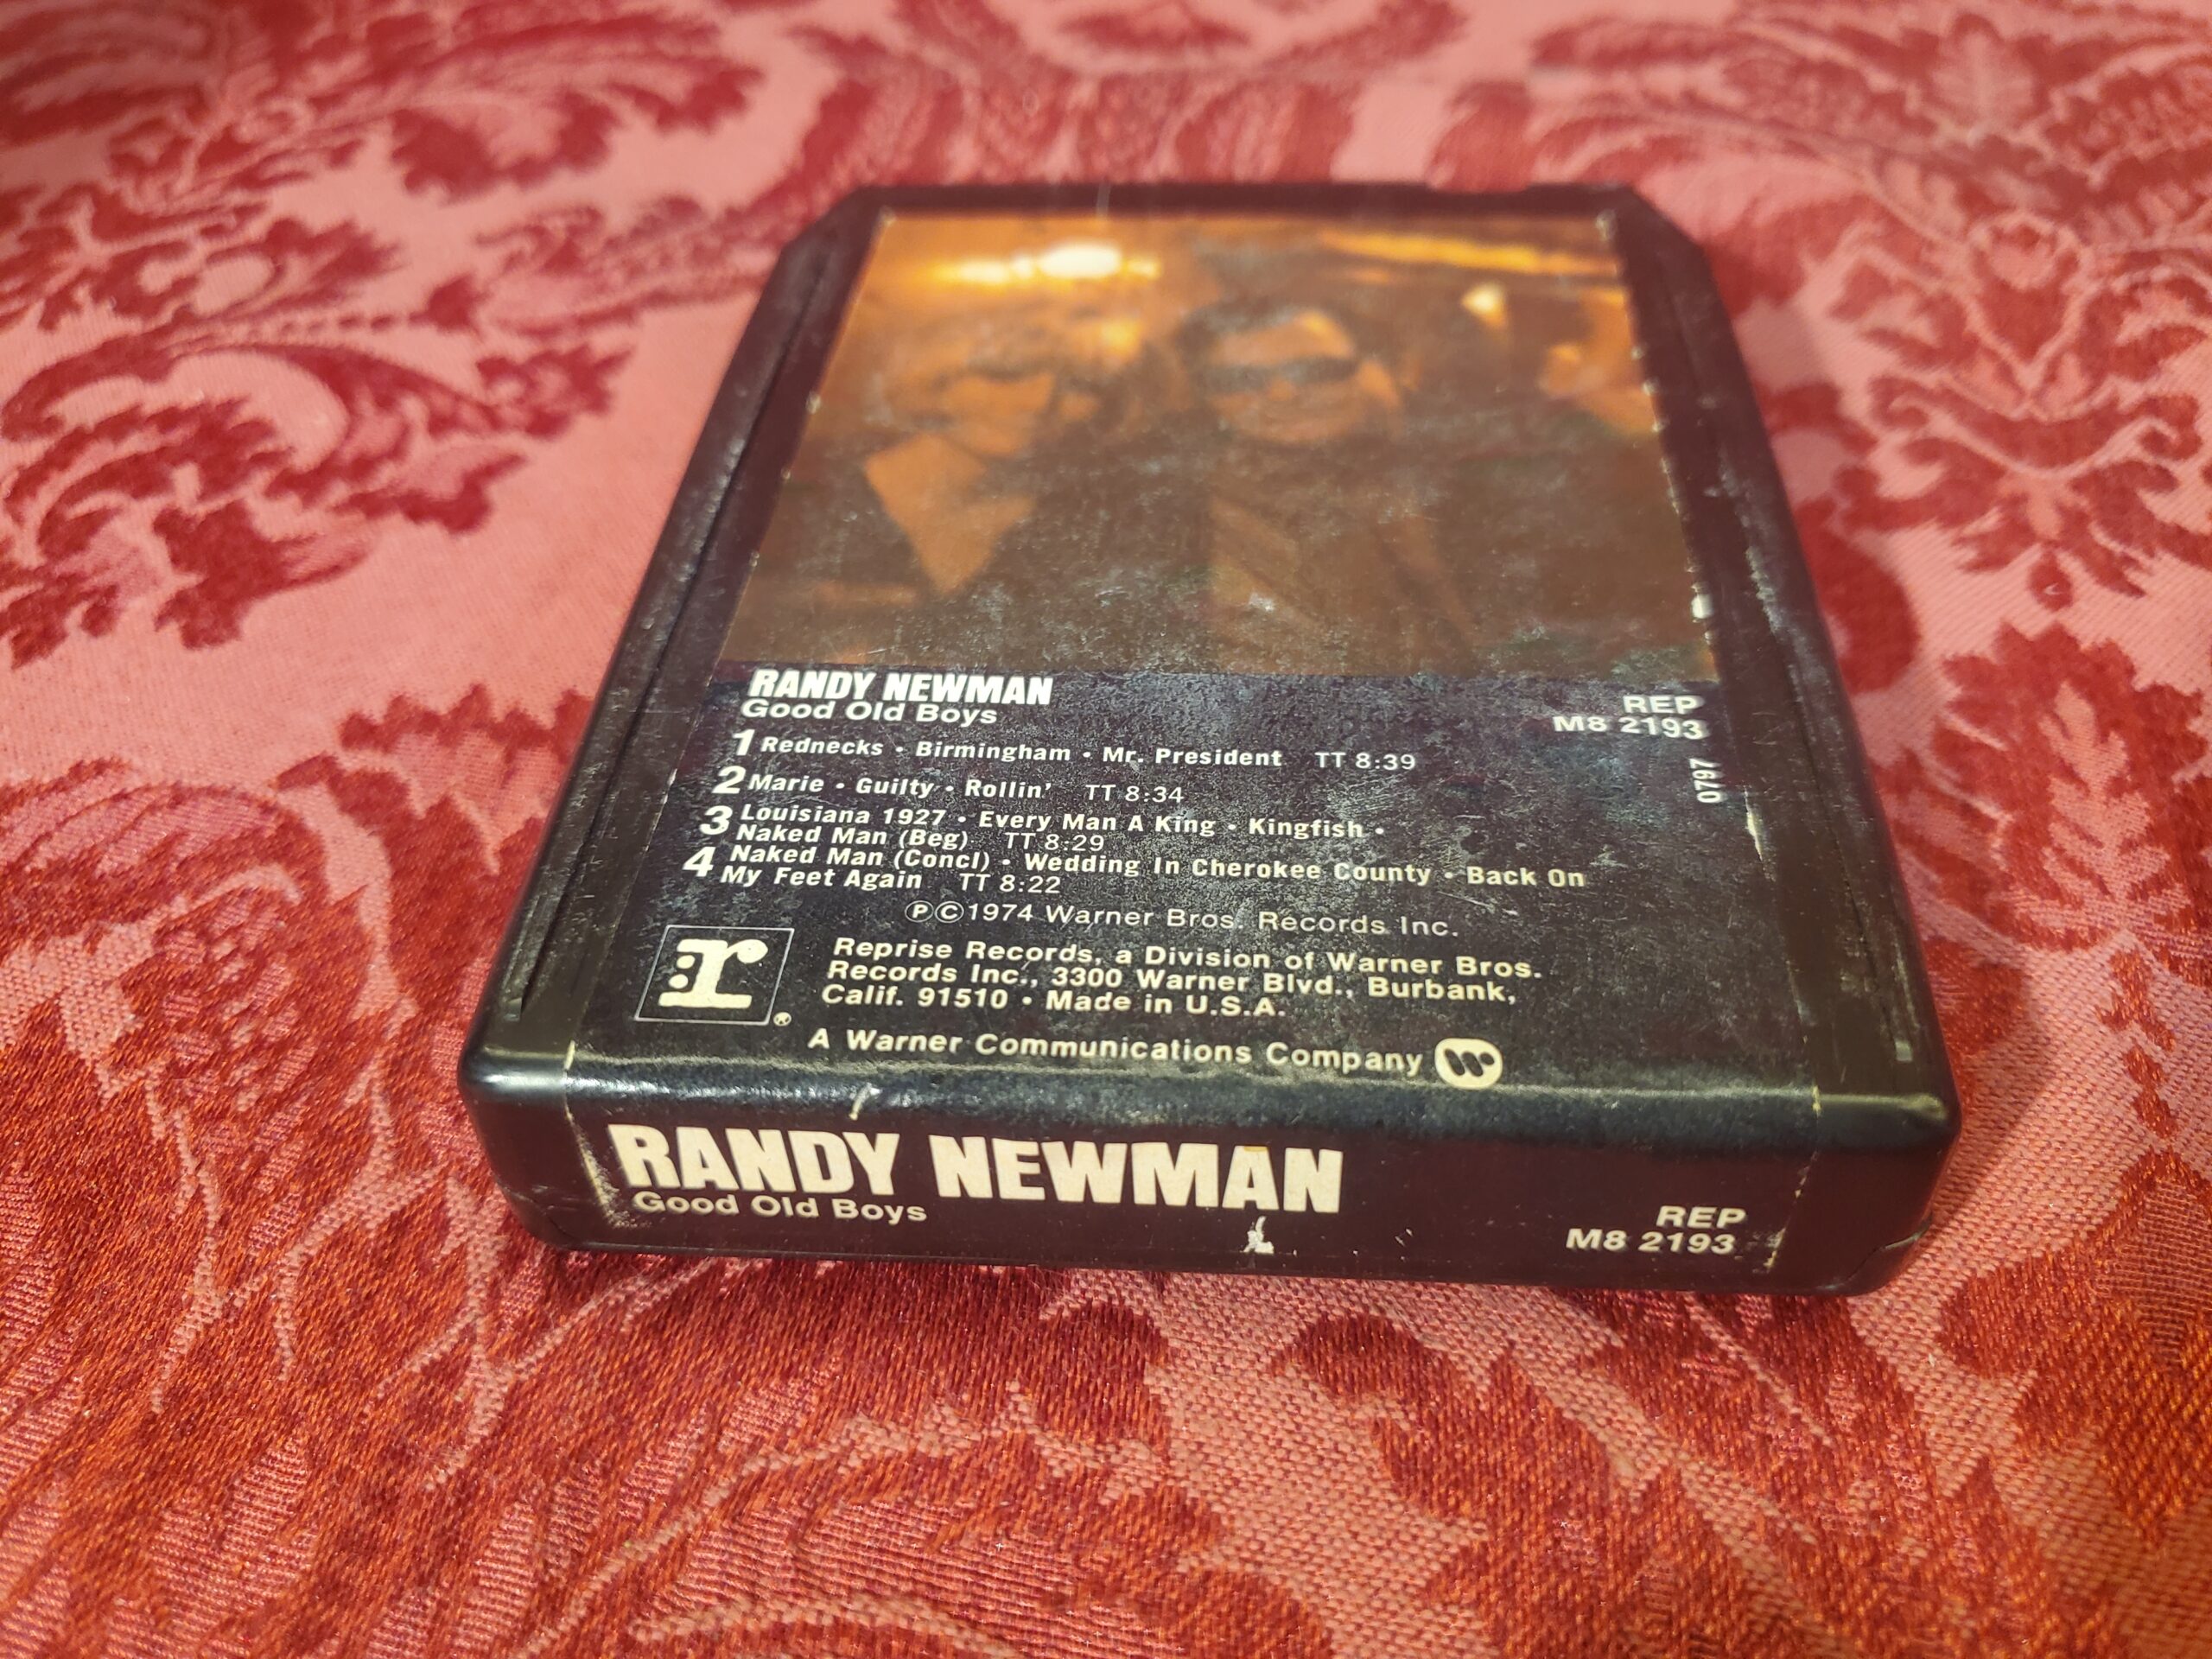 RANDY NEWMAN
Good Old Boys
REP
M8 2193
1 Rednecks • Birmingham • Mr. President TT 8:39
0797
2 Marie • Guilty • Rollin' TT 8:34
3 Louisiana 1927 • Every Man A King • Kingfish •
Naked Man (Beg) TT 8:29
4 Naked Man (Concl) • Wedding In Cherokee County • Back On
My Feet Again TT 8:22
ⓅⒸ1974 Warner Bros. Records Inc.
r
®
Reprise Records, a Division of Warner Bros.
Records Inc., 3300 Warner Blvd., Burbank,
Calif. 91510 • Made in U.S.A.
A Warner Communications Company
RANDY NEWMAN
Good Old Boys
REP
M8 2193